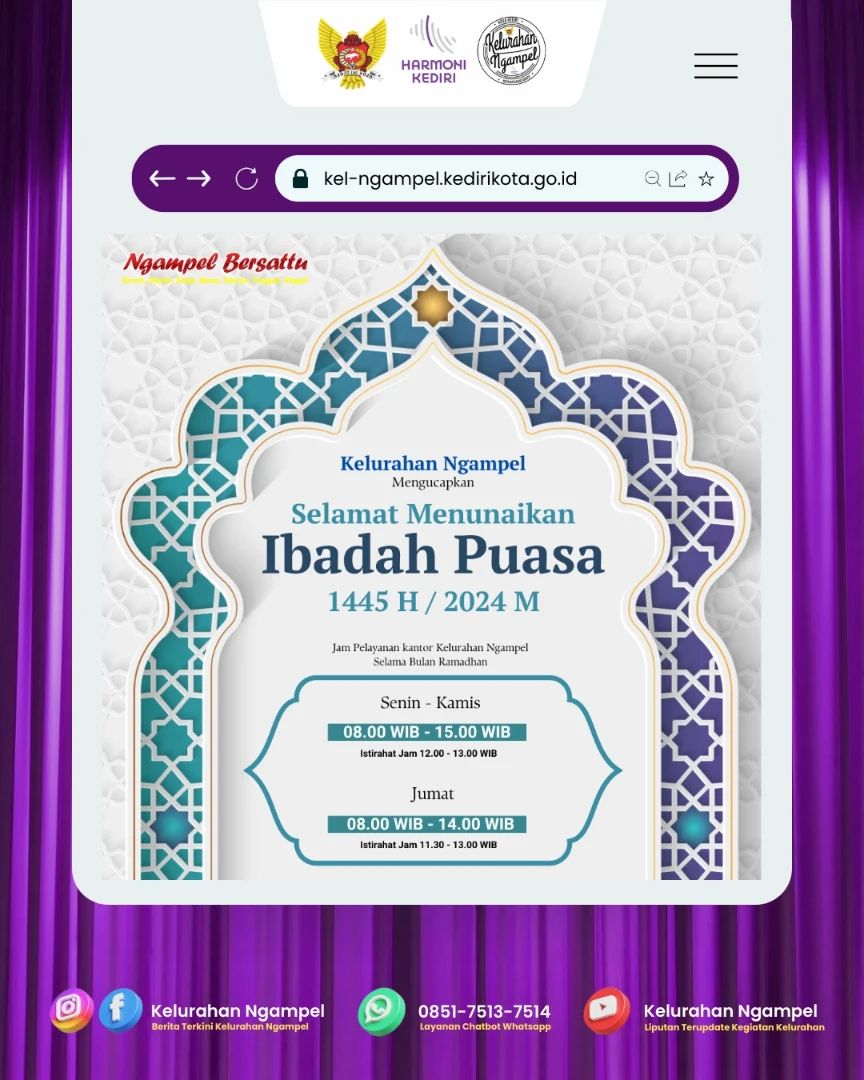 HARMONI
KEDIRI
Kelurahan
Ngampel
kel-ngampel.kedirikota.go.id
Ngampel Bersattu
Kelurahan Ngampel
Mengucapkan
Selamat Menunaikan
Ibadah Puasa
1445 H / 2024 M
Jam Pelayanan kantor Kelurahan Ngampel
Selama Bulan Ramadhan
Senin - Kamis
08.00 WIB - 15.00 WIB
Istirahat Jam 12.00 - 13.00 WIB
Jumat
08.00 WIB - 14.00 WIB
Istirahat Jam 11.30 - 13.00 WIB
Kelurahan Ngampel
Berita Terkini Kelurahan Ngampel
0851-7513-7514
Layanan Chatbot Whatsapp
Kelurahan Ngampel
Liputan Terupdate Kegiatan Kelurahan